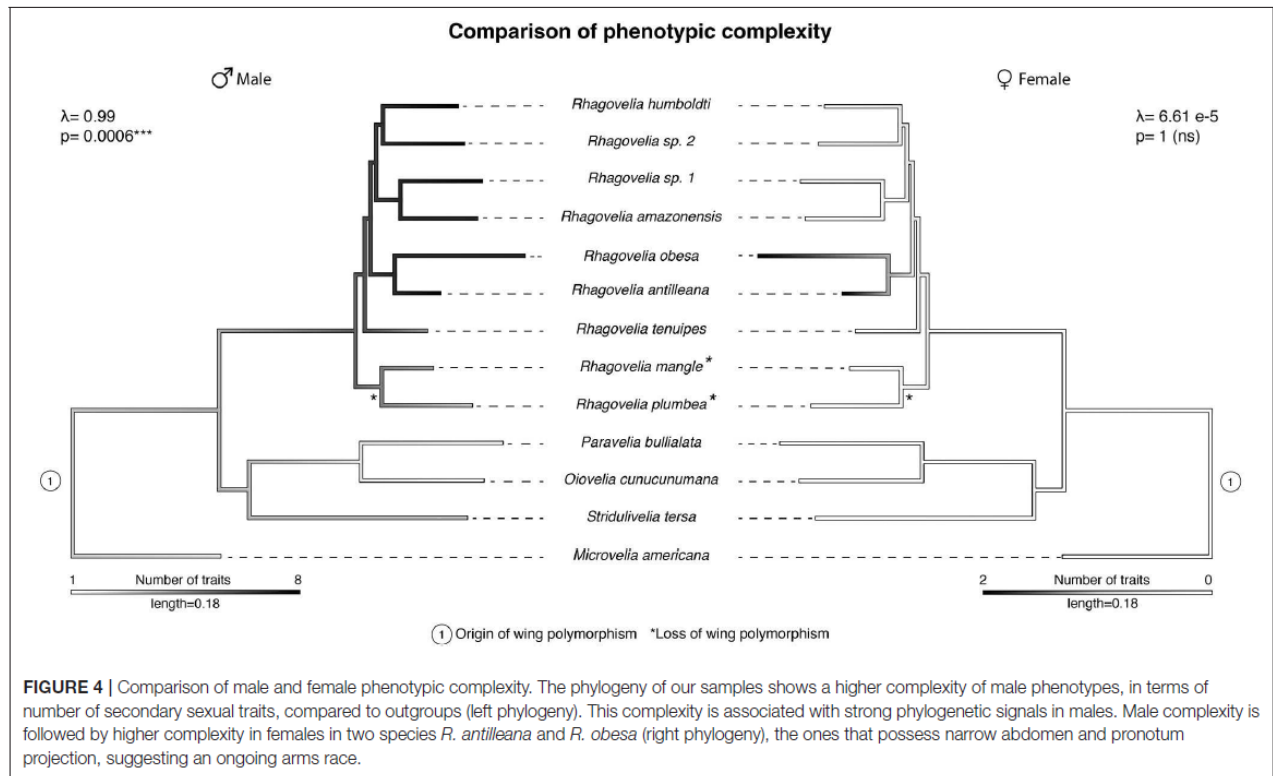 Comparison of phenotypic complexity
♂ Male
♀ Female
λ= 0.99
p= 0.0006***
λ= 6.61 e-5
p= 1 (ns)
Rhagovelia humboldti
Rhagovelia sp. 2
Rhagovelia sp. 1
Rhagovelia amazonensis
Rhagovelia obesa
Rhagovelia antilleana
Rhagovelia tenuipes
Rhagovelia mangle*
* Rhagovelia plumbea* *
Paravelia bullialata
1 Oiovelia cunucunumana 1
Stridulivelia tersa
Microvelia americana
1 Number of traits 8
length=0.18
2 Number of traits 0
length=0.18
1 Origin of wing polymorphism *Loss of wing polymorphism
FIGURE 4 | Comparison of male and female phenotypic complexity. The phylogeny of our samples shows a higher complexity of male phenotypes, in terms of
number of secondary sexual traits, compared to outgroups (left phylogeny). This complexity is associated with strong phylogenetic signals in males. Male complexity is
followed by higher complexity in females in two species R. antilleana and R. obesa (right phylogeny), the ones that possess narrow abdomen and pronotum
projection, suggesting an ongoing arms race.